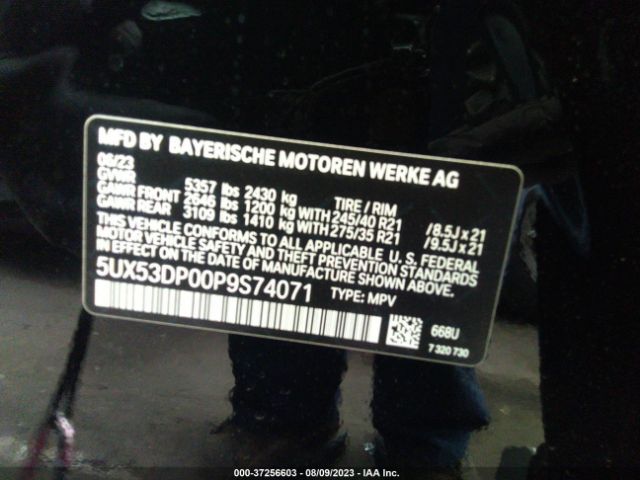 MFD BY BAYERISCHE MOTOREN WERKE AG
06/23
GVWR 5357 lbs 2430 kg TIRE / RIM
GAWR FRONT 2646 lbs 1200 kg WITH 245/40 R21 /8.5J x 21
GAWR REAR 3109 lbs 1410 kg WITH 275/35 R21 /9.5J x 21
THIS VEHICLE CONFORMS TO ALL APPLICABLE U. S. FEDERAL
MOTOR VEHICLE SAFETY AND THEFT PREVENTION STANDARDS
IN EFFECT ON THE DATE OF MANUFACTURE SHOWN ABOVE.
5UX53DP00P9S74071 TYPE: MPV
668U
7 320 730
000-37256603 - 08/09/2023 - IAA Inc.